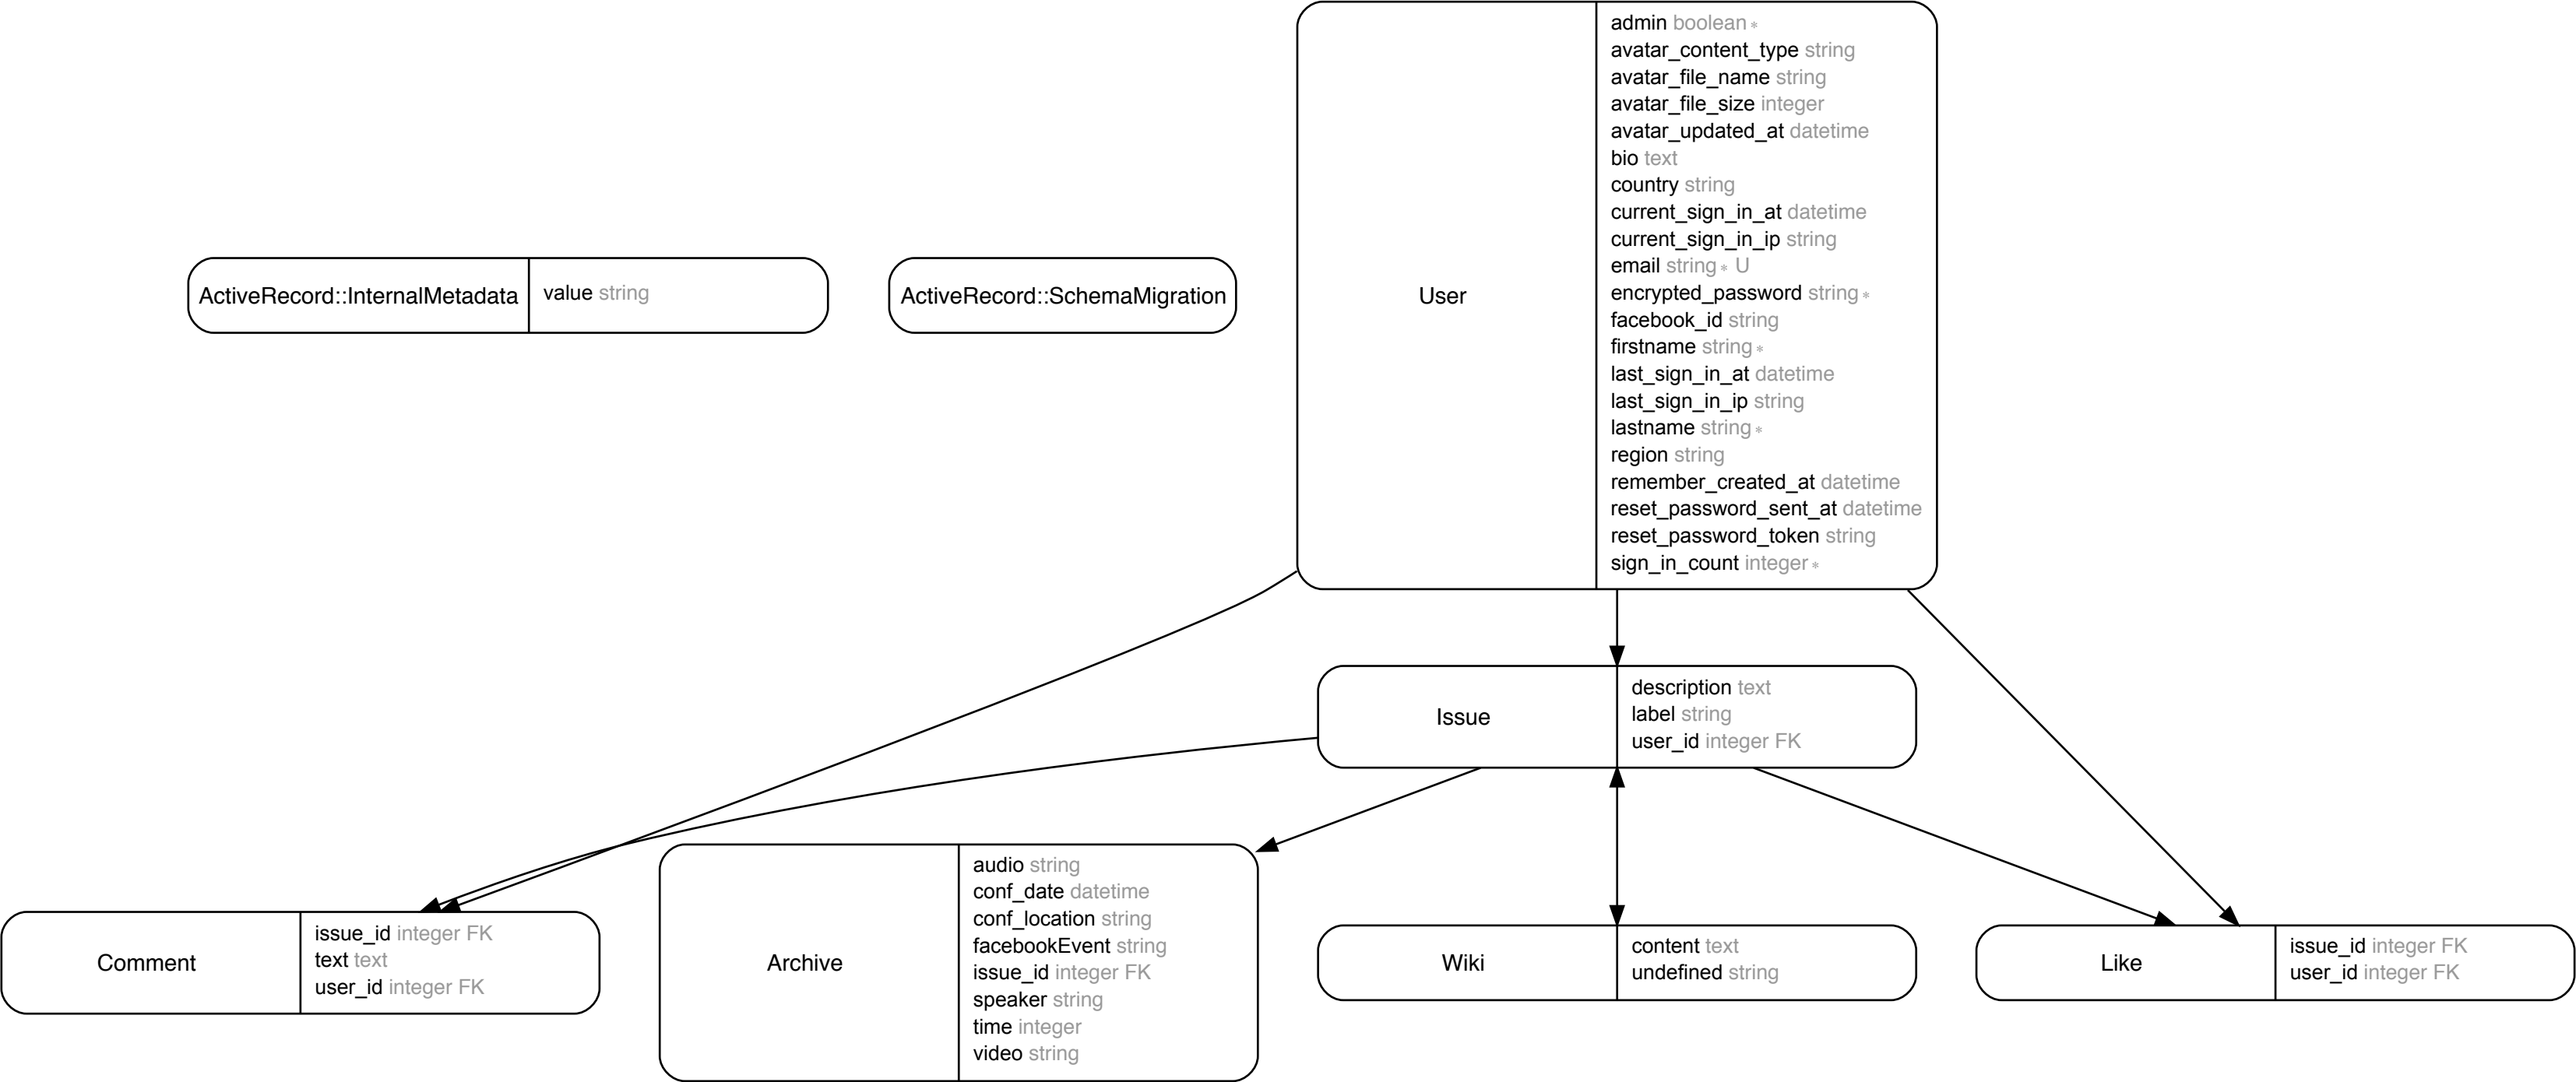 ActiveRecord::InternalMetadata
value string
ActiveRecord::SchemaMigration
User
admin boolean ∗
avatar_content_type string
avatar_file_name string
avatar_file_size integer
avatar_updated_at datetime
bio text
country string
current_sign_in_at datetime
current_sign_in_ip string
email string ∗ U
encrypted_password string ∗
facebook_id string
firstname string ∗
last_sign_in_at datetime
last_sign_in_ip string
lastname string ∗
region string
remember_created_at datetime
reset_password_sent_at datetime
reset_password_token string
sign_in_count integer ∗
Issue
description text
label string
user_id integer FK
Comment
issue_id integer FK
text text
user_id integer FK
Archive
audio string
conf_date datetime
conf_location string
facebookEvent string
issue_id integer FK
speaker string
time integer
video string
Wiki
content text
undefined string
Like
issue_id integer FK
user_id integer FK